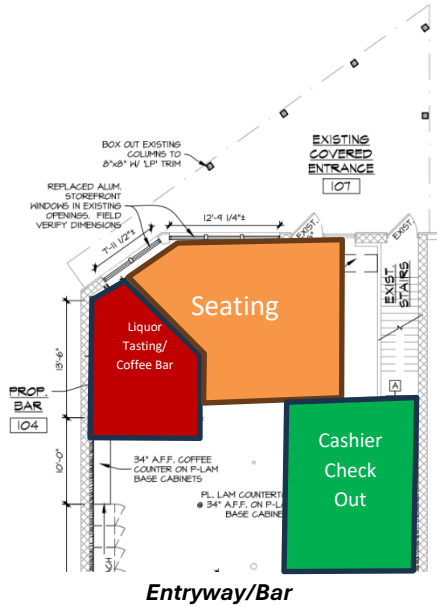 BOX OUT EXISTING
COLUMNS TO
8"x8" W/ 'LP' TRIM
EXISTING
COVERED
ENTRANCE
107
REPLACED ALUM.
STOREFRONT
WINDOWS IN EXISTING
OPENINGS. FIELD
VERIFY DIMENSIONS
12'-9 1/4"±
7'-11 1/2"±
EXIST.
EXIST.
EXIST.
STAIRS
Seating
Liquor
Tasting/
Coffee Bar
13'-6"
PROP.
BAR
104
A
10'-0"
34" A.F.F. COFFEE
COUNTER ON P-LAM
BASE CABINETS
Cashier
Check
Out
PL. LAM COUNTERT
@ 34" A.F.F. ON P-LA
BASE CABINE
Entryway/Bar